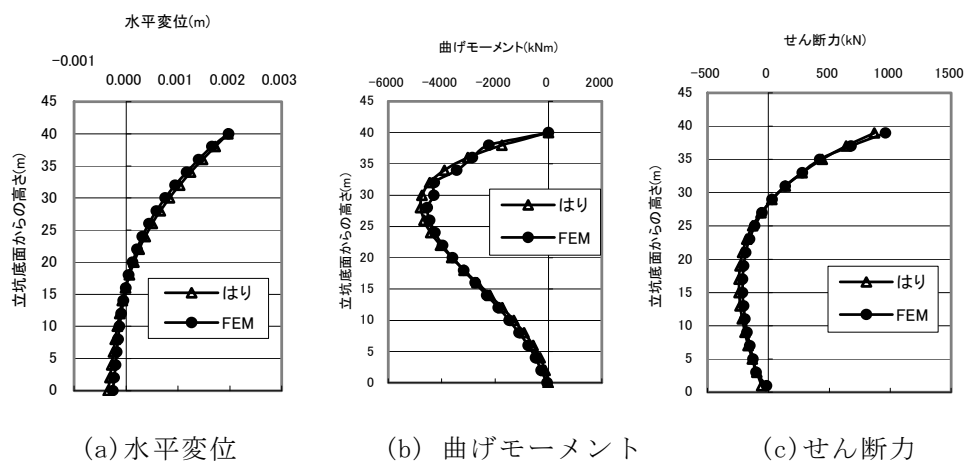 水平変位(m)
-0.001
0.000 0.001 0.002 0.003
立坑底面からの高さ(m)
45
40
35
30
25
20
15
10
5
0
はり
FEM
(a)水平変位
曲げモーメント(kNm)
-6000 -4000 -2000 0 2000
立坑底面からの高さ(m)
45
40
35
30
25
20
15
10
5
0
はり
FEM
(b) 曲げモーメント
せん断力(kN)
-500 0 500 1000 1500
立坑底面からの高さ(m)
45
40
35
30
25
20
15
10
5
0
はり
FEM
(c)せん断力